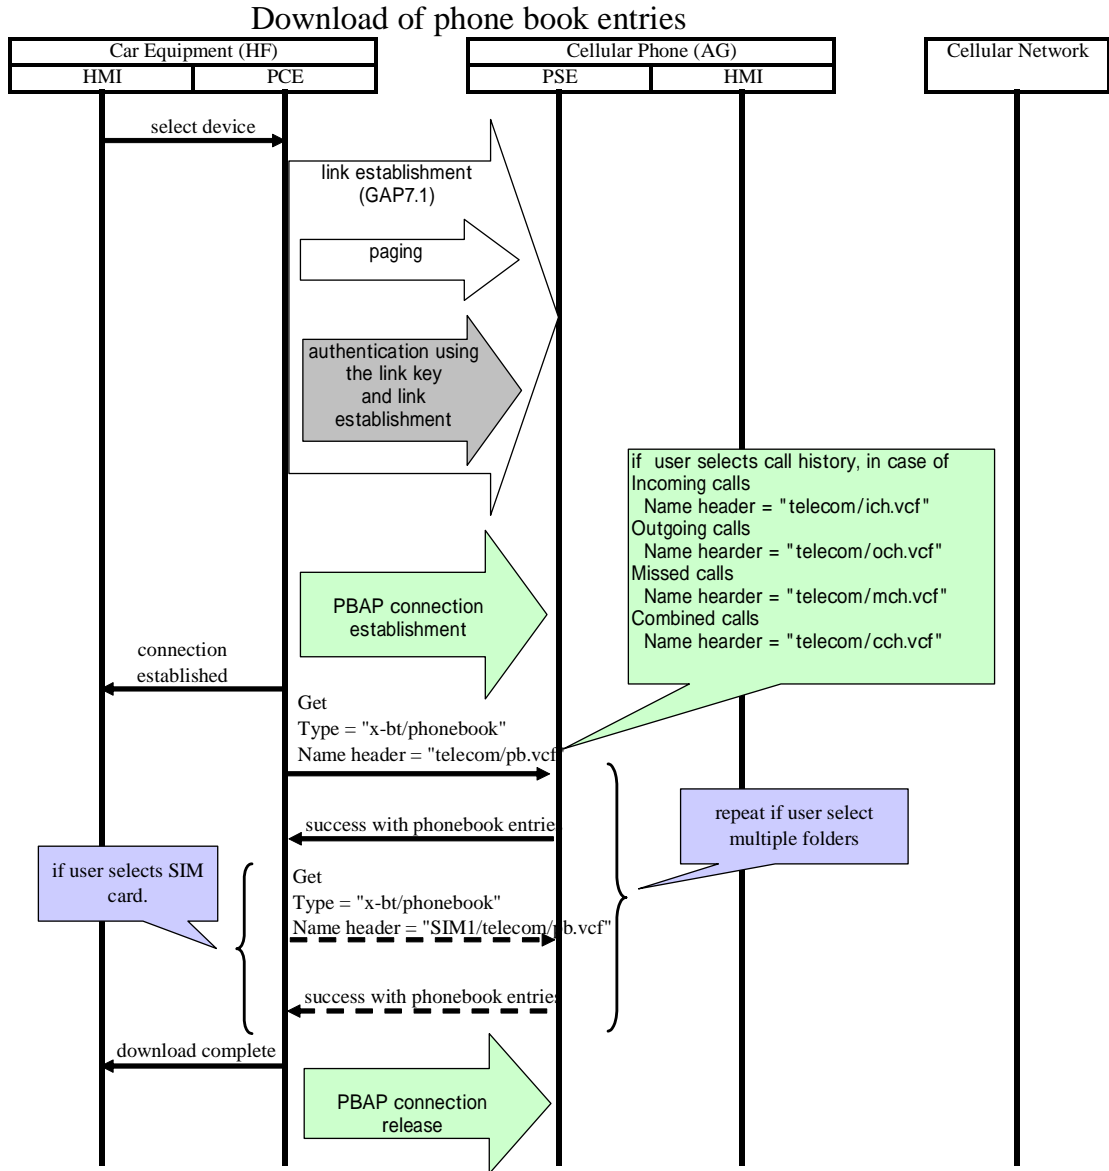 Download of phone book entries
Car Equipment (HF)
Cellular Phone (AG)
Cellular Network
HMI
PCE
PSE
HMI
select device
link establishment
(GAP7.1)
paging
authentication using
the link key
and link
establishment
if user selects call history, in case of
Incoming calls
Name header = "telecom/ich.vcf"
Outgoing calls
Name hearder = "telecom/och.vcf"
Missed calls
Name hearder = "telecom/mch.vcf"
Combined calls
Name hearder = "telecom/cch.vcf"
PBAP connection
establishment
connection
established
Get
Type = "x-bt/phonebook"
Name header = "telecom/pb.vcf"
success with phonebook entries
repeat if user select
multiple folders
if user selects SIM
card.
Get
Type = "x-bt/phonebook"
Name header = "SIM1/telecom/pb.vcf"
success with phonebook entries
download complete
PBAP connection
release